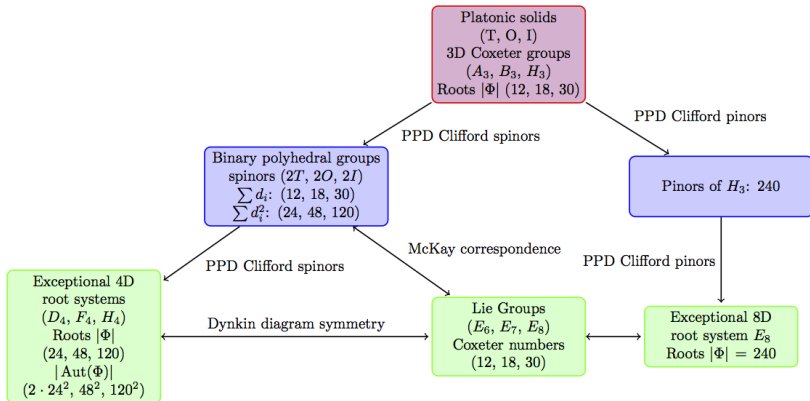 Platonic solids
(T, O, I)
3D Coxeter groups
(A₃, B₃, H₃)
Roots |Φ| (12, 18, 30)
PPD Clifford spinors
PPD Clifford pinors
Binary polyhedral groups
spinors (2T, 2O, 2I)
∑ dᵢ: (12, 18, 30)
∑ dᵢ²: (24, 48, 120)
Pinors of H₃: 240
McKay correspondence
PPD Clifford spinors
PPD Clifford pinors
Exceptional 4D
root systems
(D₄, F₄, H₄)
Roots |Φ|
(24, 48, 120)
|Aut(Φ)|
(2 · 24², 48², 120²)
Dynkin diagram symmetry
Lie Groups
(E₆, E₇, E₈)
Coxeter numbers
(12, 18, 30)
Exceptional 8D
root system E₈
Roots |Φ| = 240